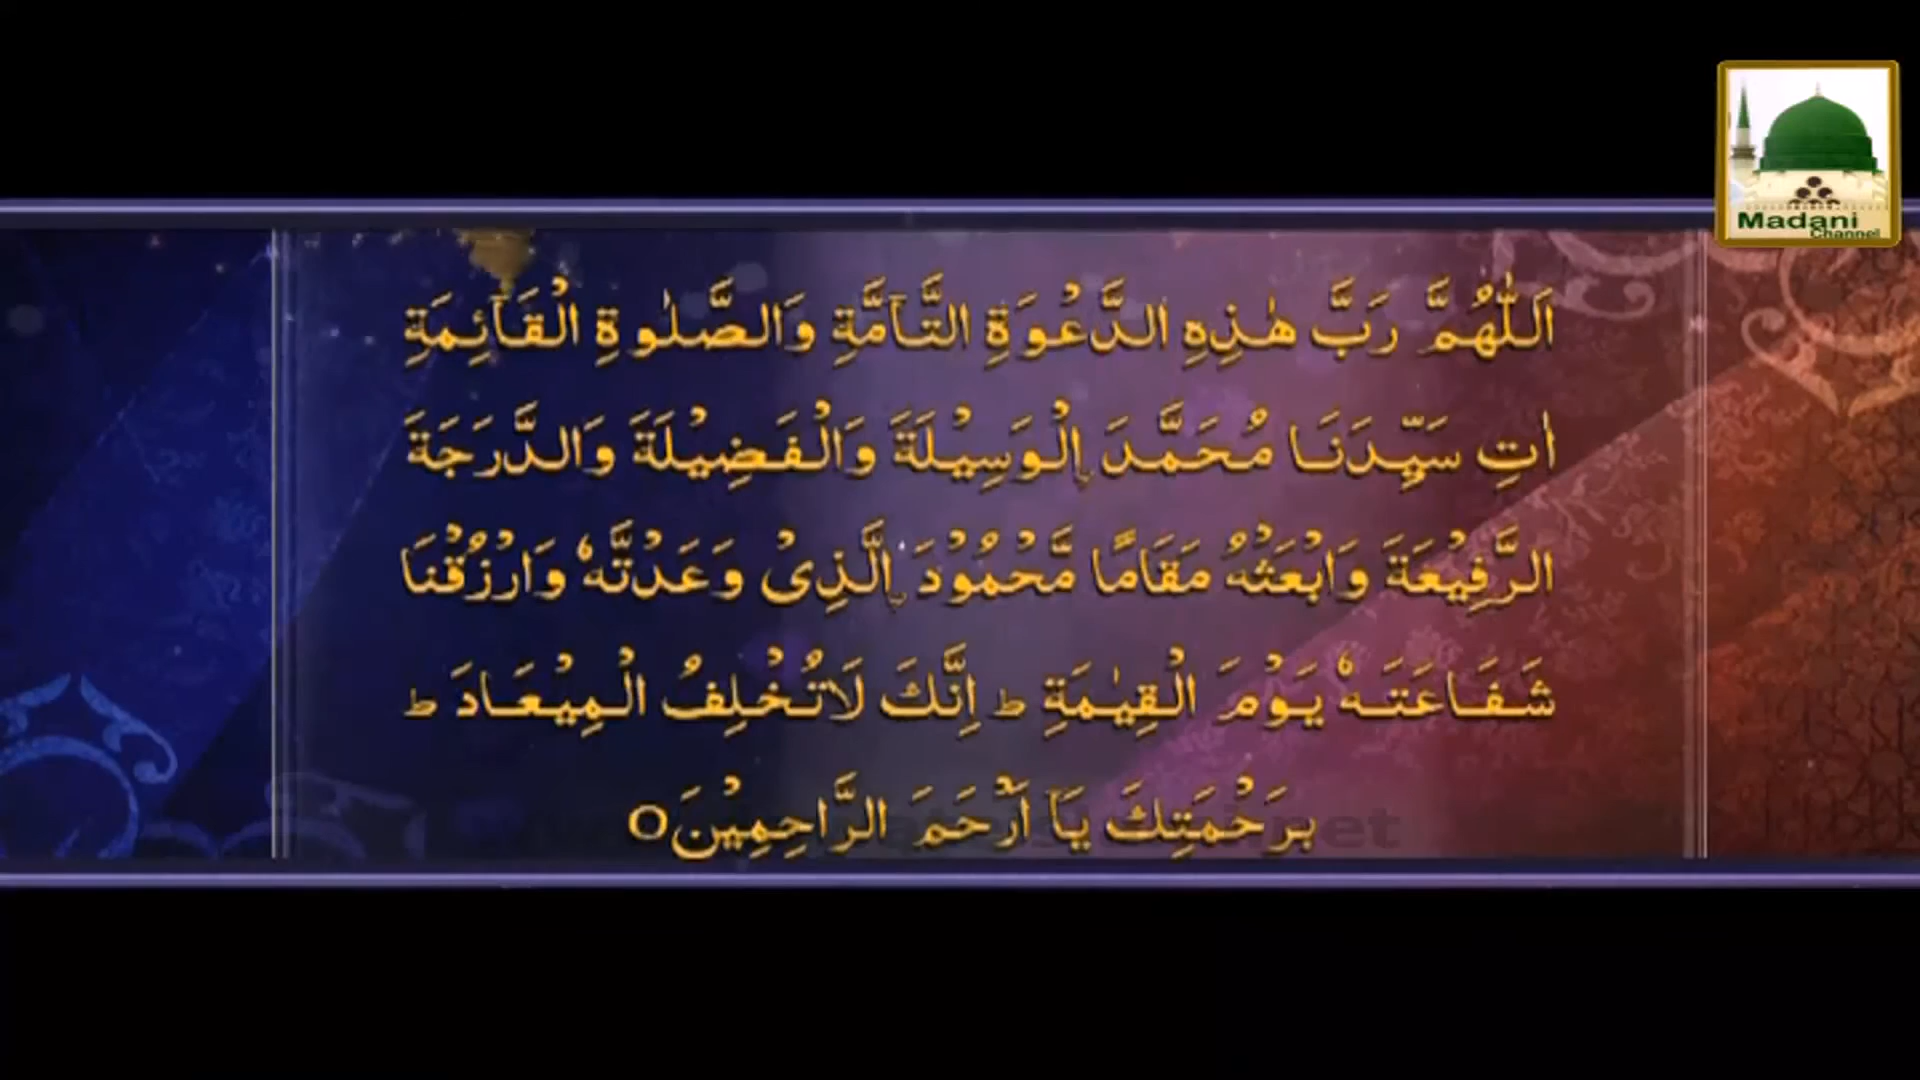 Madani
Channel
اَللّٰهُمَّ رَبَّ هٰذِهِ الدَّعْوَةِ التَّآمَّةِ وَالصَّلٰوةِ الْقَآئِمَةِ
اٰتِ سَيِّدَنَا مُحَمَّدَ ࣙالْوَسِيْلَةَ وَالْفَضِيْلَةَ وَالدَّرَجَةَ
الرَّفِيْعَةَ وَابْعَثْهُ مَقَامًا مَّحْمُوْدَ ࣙالَّذِىْ وَعَدْتَّهٗ وَارْزُقْنَا
شَفَاعَتَهٗ يَوْمَ الْقِيٰمَةِ ط اِنَّكَ لَاتُخْلِفُ الْمِيْعَادَ ط
بِرَحْمَتِكَ يَآ اَرْحَمَ الرَّاحِمِيْنَ O